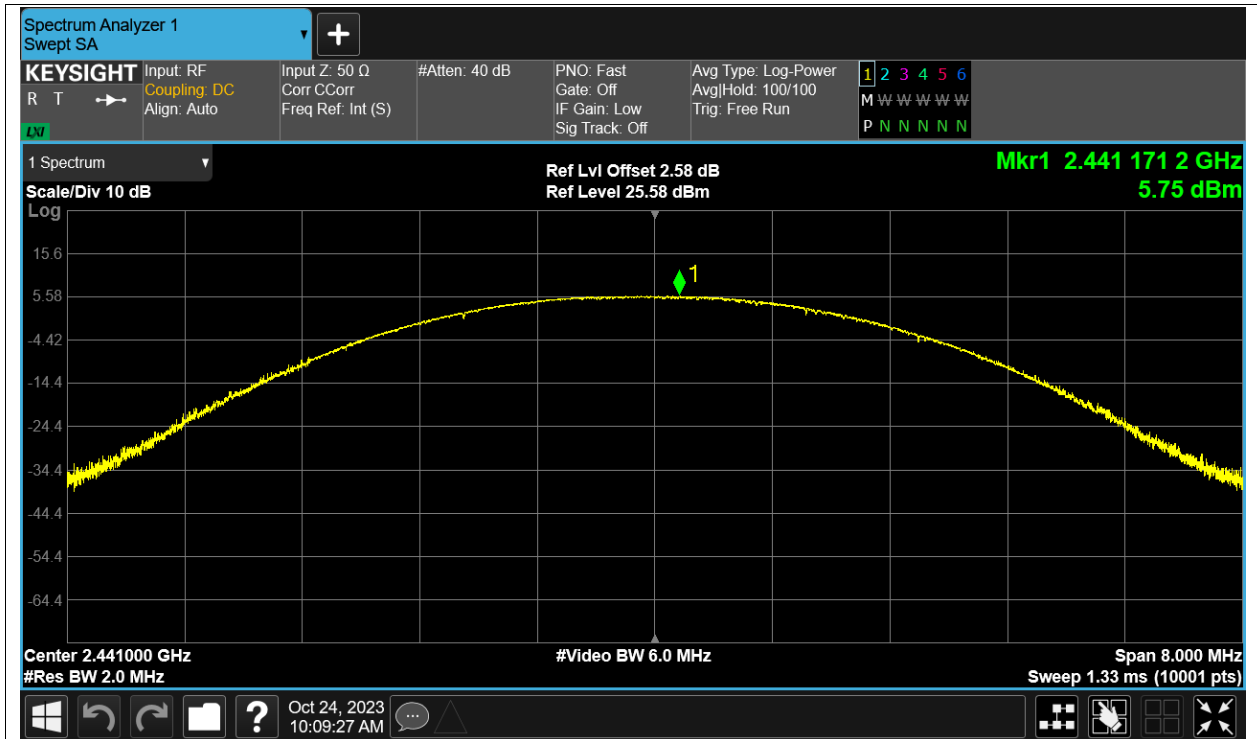 Spectrum Analyzer 1
Swept SA
KEYSIGHT
R T
LXI
Input: RF
Coupling: DC
Align: Auto
Input Z: 50 Ω
Corr CCorr
Freq Ref: Int (S)
#Atten: 40 dB
PNO: Fast
Gate: Off
IF Gain: Low
Sig Track: Off
Avg Type: Log-Power
Avg|Hold: 100/100
Trig: Free Run
1 2 3 4 5 6
M W W W W W
P N N N N N
1 Spectrum
Scale/Div 10 dB
Ref Lvl Offset 2.58 dB
Ref Level 25.58 dBm
Mkr1 2.441 171 2 GHz
5.75 dBm
Log
15.6
5.58
-4.42
-14.4
-24.4
-34.4
-44.4
-54.4
-64.4
1
Center 2.441000 GHz
#Res BW 2.0 MHz
#Video BW 6.0 MHz
Span 8.000 MHz
Sweep 1.33 ms (10001 pts)
?
Oct 24, 2023
10:09:27 AM